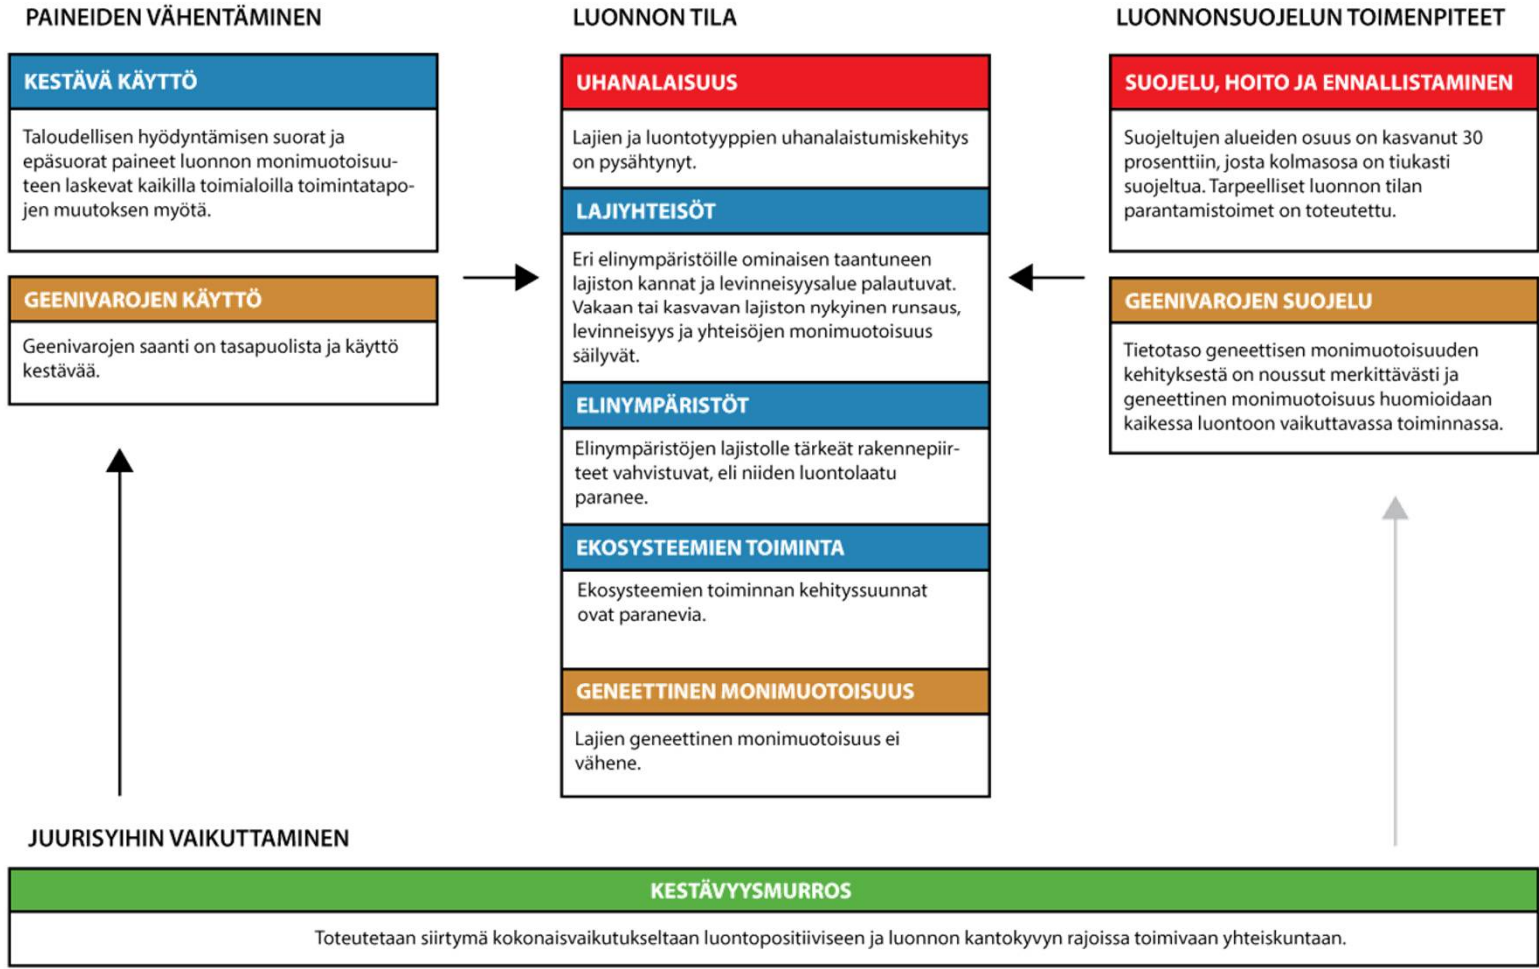 PAINEIDEN VÄHENTÄMINEN
KESTÄVÄ KÄYTTÖ
Taloudellisen hyödyntämisen suorat ja
epäsuorat paineet luonnon monimuotoisuu-
teen laskevat kaikilla toimialoilla toimintatapo-
jen muutoksen myötä.
GEENIVAROJEN KÄYTTÖ
Geenivarojen saanti on tasapuolista ja käyttö
kestävää.
LUONNON TILA
UHANALAISUUS
Lajien ja luontotyyppien uhanalaistumiskehitys
on pysähtynyt.
LAJIYHTEISÖT
Eri elinympäristöille ominaisen taantuneen
lajiston kannat ja levinneisyysalue palautuvat.
Vakaan tai kasvavan lajiston nykyinen runsaus,
levinneisyys ja yhteisöjen monimuotoisuus
säilyvät.
ELINYMPÄRISTÖT
Elinympäristöjen lajistolle tärkeät rakennepiir-
teet vahvistuvat, eli niiden luontolaatu
paranee.
EKOSYSTEEMIEN TOIMINTA
Ekosysteemien toiminnan kehityssuunnat
ovat paranevia.
GENEETTINEN MONIMUOTOISUUS
Lajien geneettinen monimuotoisuus ei
vähene.
LUONNONSUOJELUN TOIMENPITEET
SUOJELU, HOITO JA ENNALLISTAMINEN
Suojeltujen alueiden osuus on kasvanut 30
prosenttiin, josta kolmasosa on tiukasti
suojeltua. Tarpeelliset luonnon tilan
parantamistoimet on toteutettu.
GEENIVAROJEN SUOJELU
Tietotaso geneettisen monimuotoisuuden
kehityksestä on noussut merkittävästi ja
geneettinen monimuotoisuus huomioidaan
kaikessa luontoon vaikuttavassa toiminnassa.
JUURISYIHIN VAIKUTTAMINEN
KESTÄVYYSMURROS
Toteutetaan siirtymä kokonaisvaikutukseltaan luontopositiiviseen ja luonnon kantokyvyn rajoissa toimivaan yhteiskuntaan.